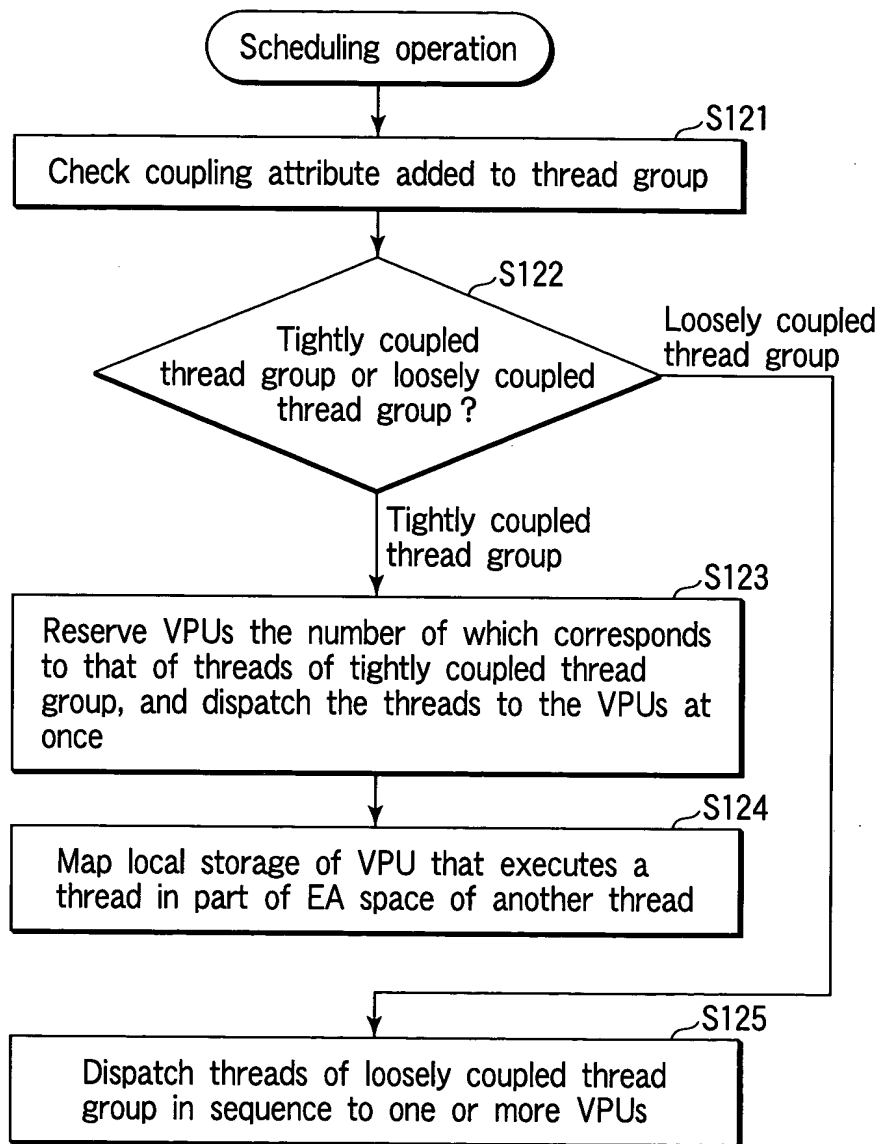 Scheduling operation
S121
Check coupling attribute added to thread group
S122
Tightly coupled
thread group or loosely coupled
thread group ?
Loosely coupled
thread group
Tightly coupled
thread group
S123
Reserve VPUs the number of which corresponds
to that of threads of tightly coupled thread
group, and dispatch the threads to the VPUs at
once
S124
Map local storage of VPU that executes a
thread in part of EA space of another thread
S125
Dispatch threads of loosely coupled thread
group in sequence to one or more VPUs